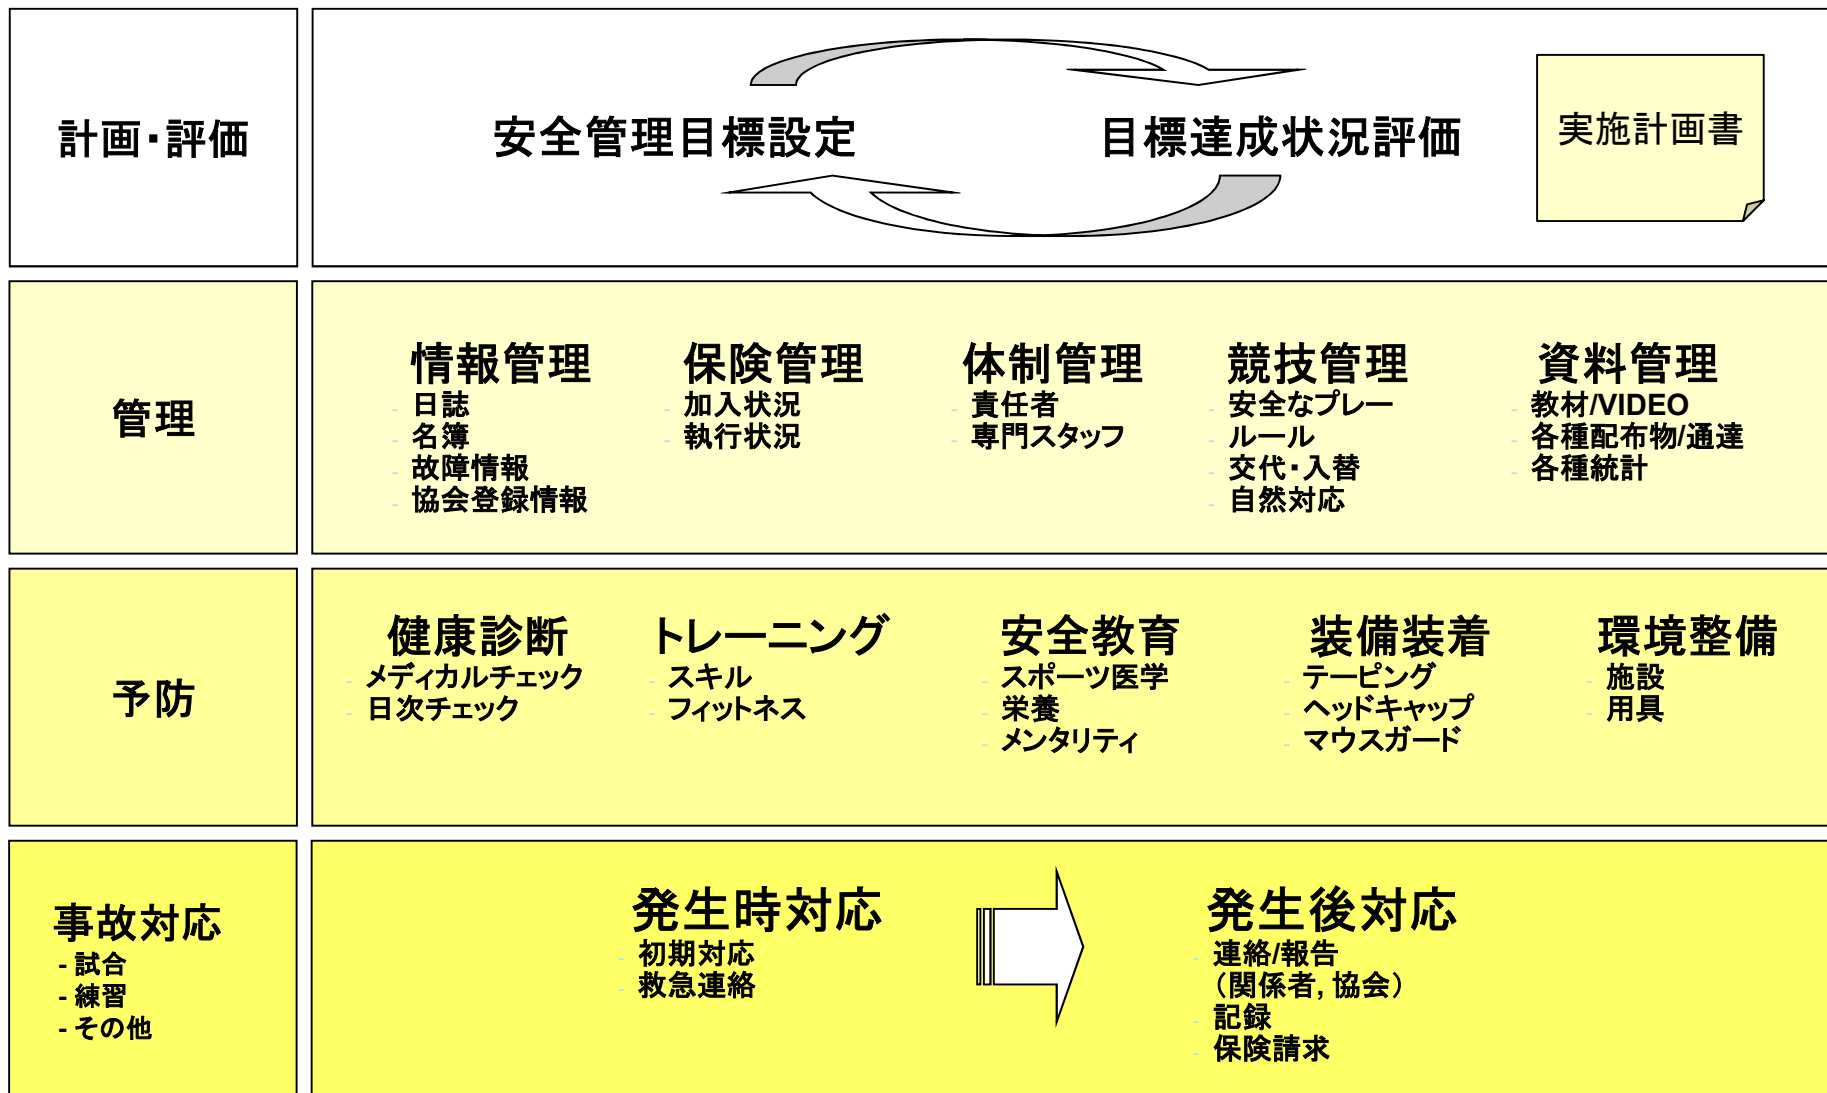 計画・評価
安全管理目標設定
目標達成状況評価
実施計画書
管理
情報管理
- 日誌
- 名簿
- 故障情報
- 協会登録情報
保険管理
- 加入状況
- 執行状況
体制管理
- 責任者
- 専門スタッフ
競技管理
- 安全なプレー
- ルール
- 交代・入替
- 自然対応
資料管理
- 教材/VIDEO
- 各種配布物/通達
- 各種統計
予防
健康診断
- メディカルチェック
- 日次チェック
トレーニング
- スキル
- フィットネス
安全教育
- スポーツ医学
- 栄養
- メンタリティ
装備装着
- テーピング
- ヘッドキャップ
- マウスガード
環境整備
- 施設
- 用具
事故対応
- 試合
- 練習
- その他
発生時対応
- 初期対応
- 救急連絡
発生後対応
- 連絡/報告
（関係者, 協会）
- 記録
- 保険請求